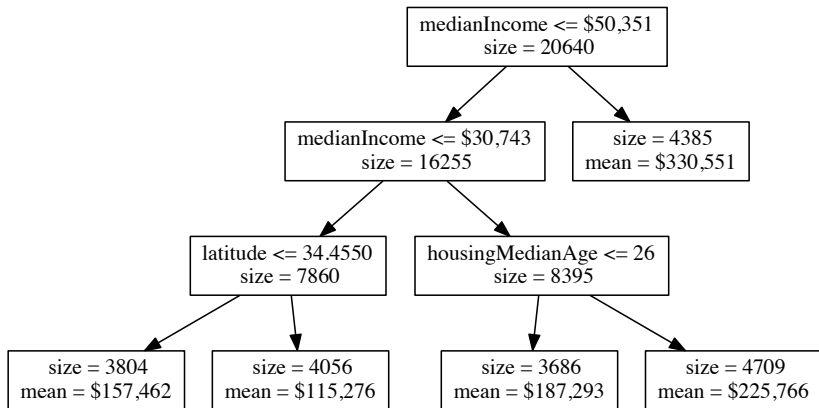 medianIncome <= $50,351
size = 20640
medianIncome <= $30,743
size = 16255
size = 4385
mean = $330,551
latitude <= 34.4550
size = 7860
housingMedianAge <= 26
size = 8395
size = 3804
mean = $157,462
size = 4056
mean = $115,276
size = 3686
mean = $187,293
size = 4709
mean = $225,766